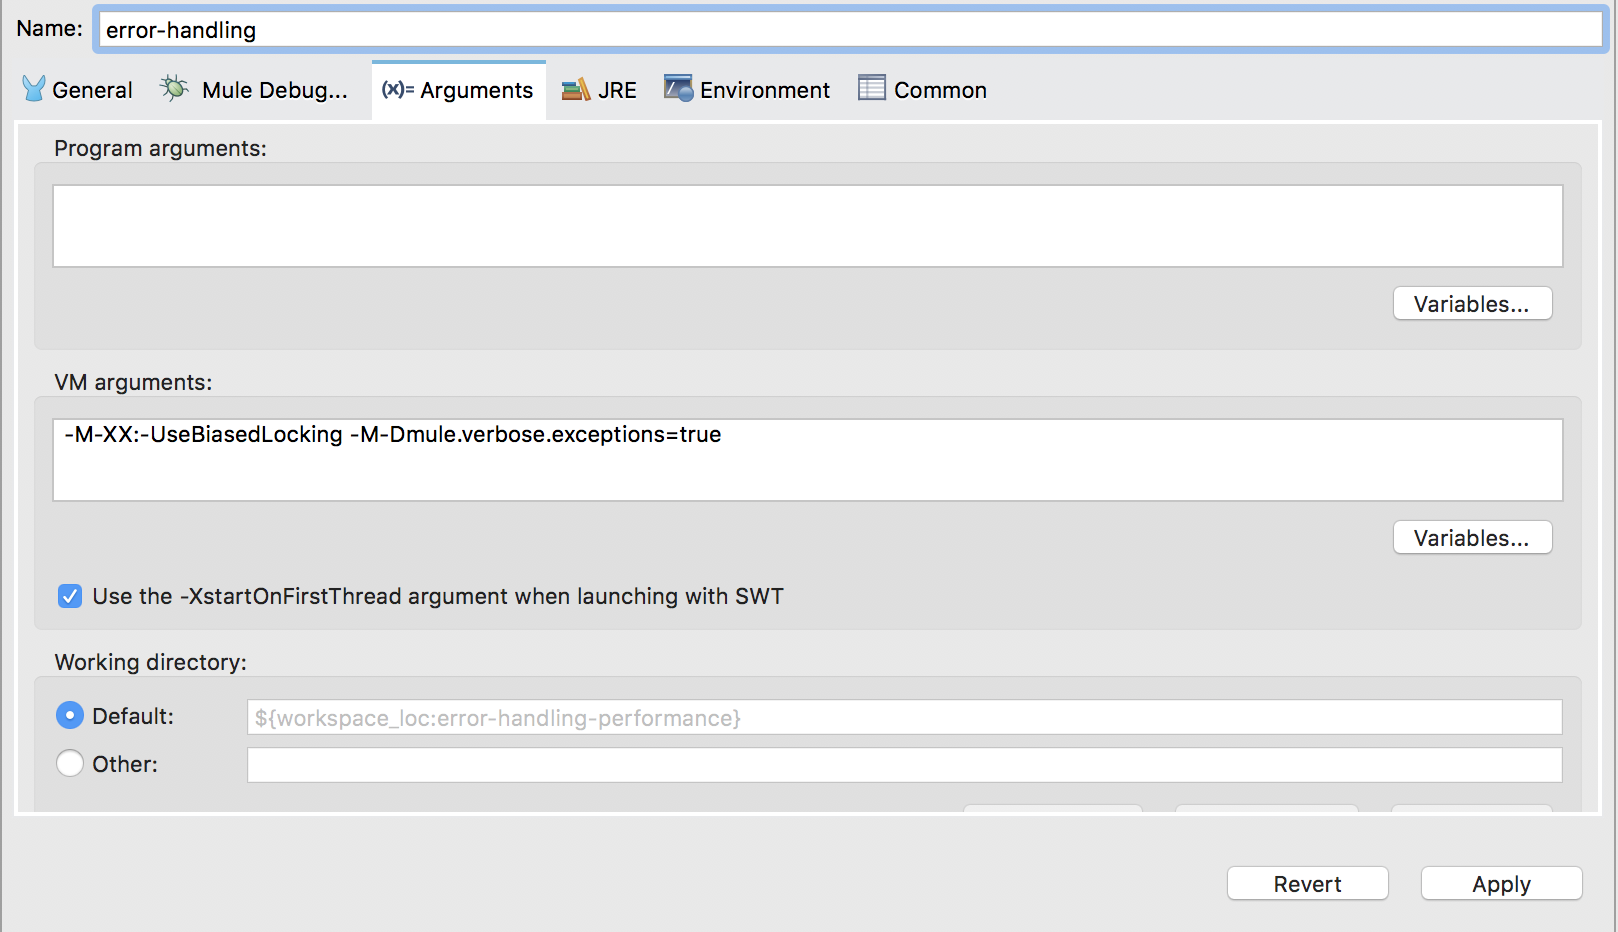 Name: error-handling
General Mule Debug... (x)= Arguments JRE Environment Common
Program arguments:
Variables...
VM arguments:
-M-XX:-UseBiasedLocking -M-Dmule.verbose.exceptions=true
Variables...
Use the -XstartOnFirstThread argument when launching with SWT
Working directory:
Default: ${workspace_loc:error-handling-performance}
Other:
Revert Apply